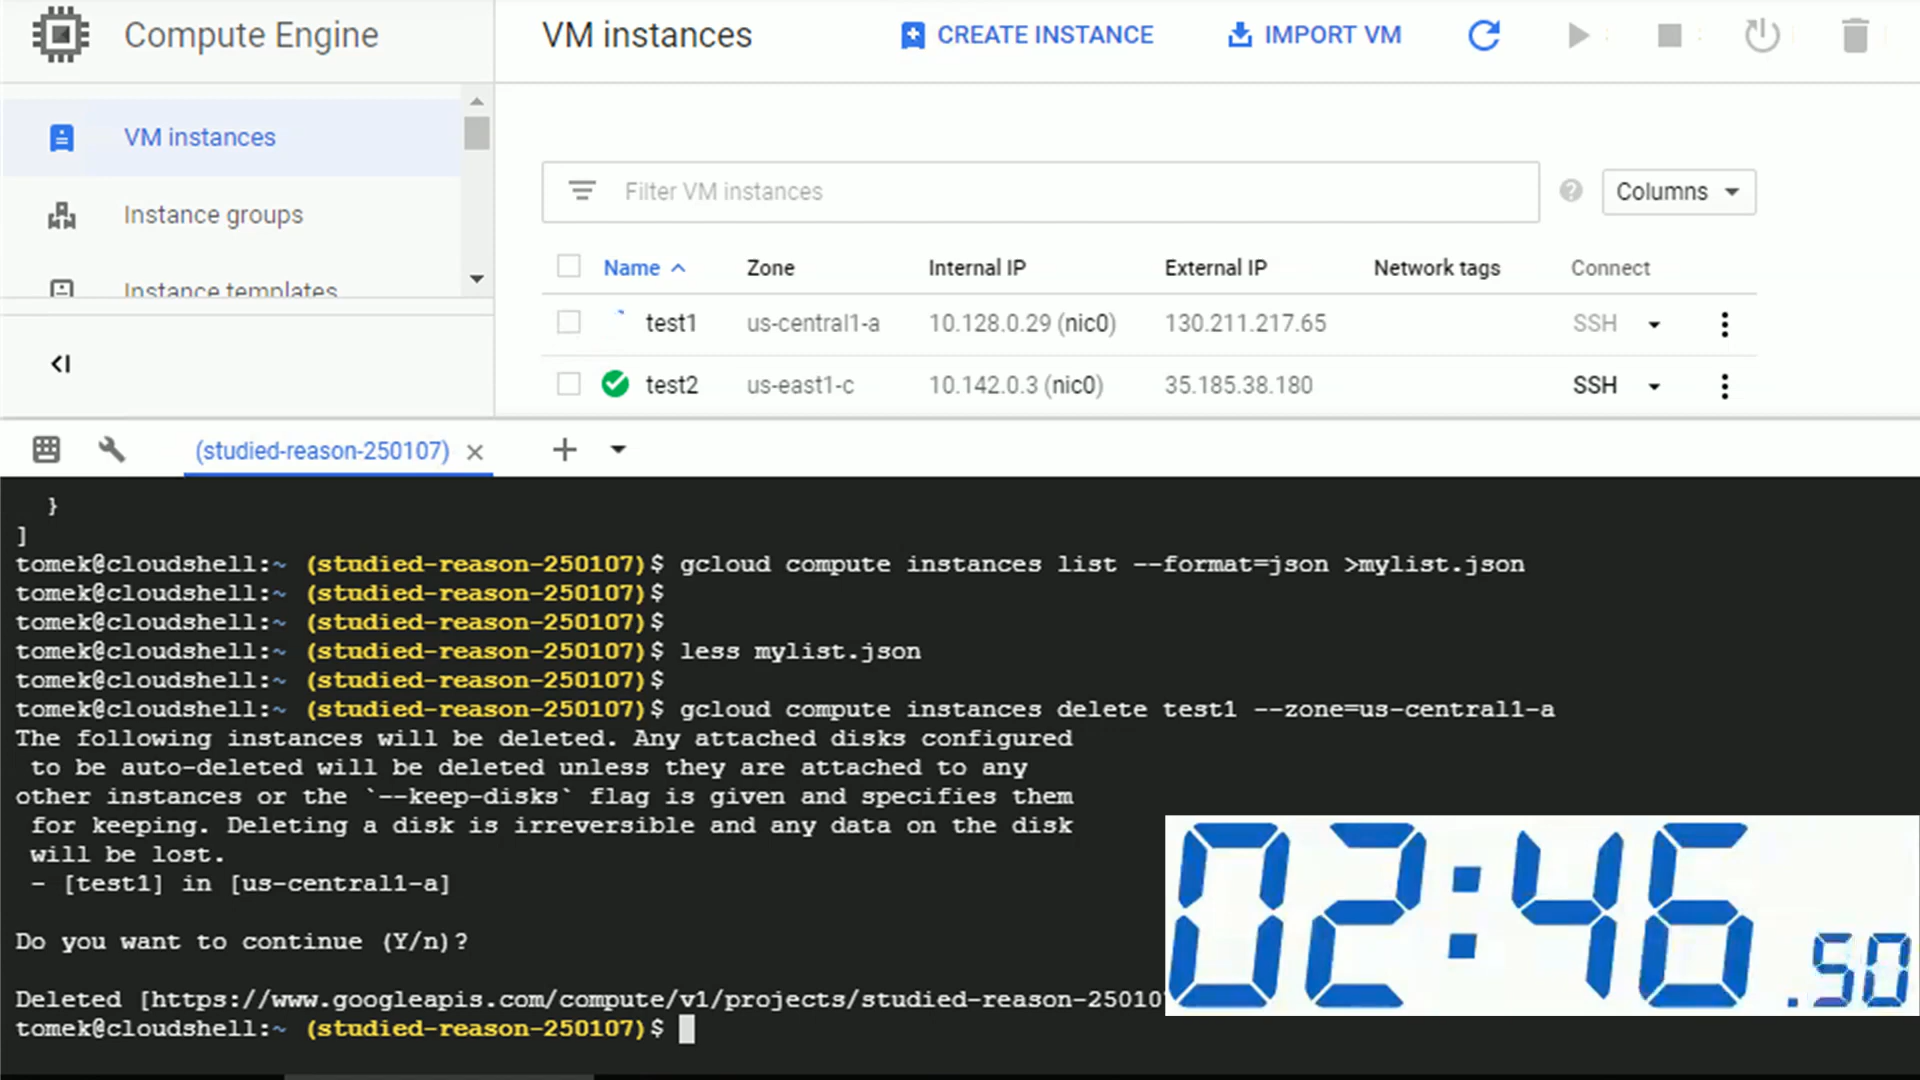 Compute Engine
VM instances
CREATE INSTANCE
IMPORT VM
VM instances
Instance groups
Instance templates
Filter VM instances
Columns
Name Zone Internal IP External IP Network tags Connect
test1 us-central1-a 10.128.0.29 (nic0) 130.211.217.65 SSH
test2 us-east1-c 10.142.0.3 (nic0) 35.185.38.180 SSH
(studied-reason-250107)
}
]
tomek@cloudshell:~ (studied-reason-250107)$ gcloud compute instances list --format=json >mylist.json
tomek@cloudshell:~ (studied-reason-250107)$
tomek@cloudshell:~ (studied-reason-250107)$
tomek@cloudshell:~ (studied-reason-250107)$ less mylist.json
tomek@cloudshell:~ (studied-reason-250107)$
tomek@cloudshell:~ (studied-reason-250107)$ gcloud compute instances delete test1 --zone=us-central1-a
The following instances will be deleted. Any attached disks configured
to be auto-deleted will be deleted unless they are attached to any
other instances or the `--keep-disks` flag is given and specifies them
for keeping. Deleting a disk is irreversible and any data on the disk
will be lost.
- [test1] in [us-central1-a]
Do you want to continue (Y/n)?
Deleted [https://www.googleapis.com/compute/v1/projects/studied-reason-25010
tomek@cloudshell:~ (studied-reason-250107)$
02:46.50